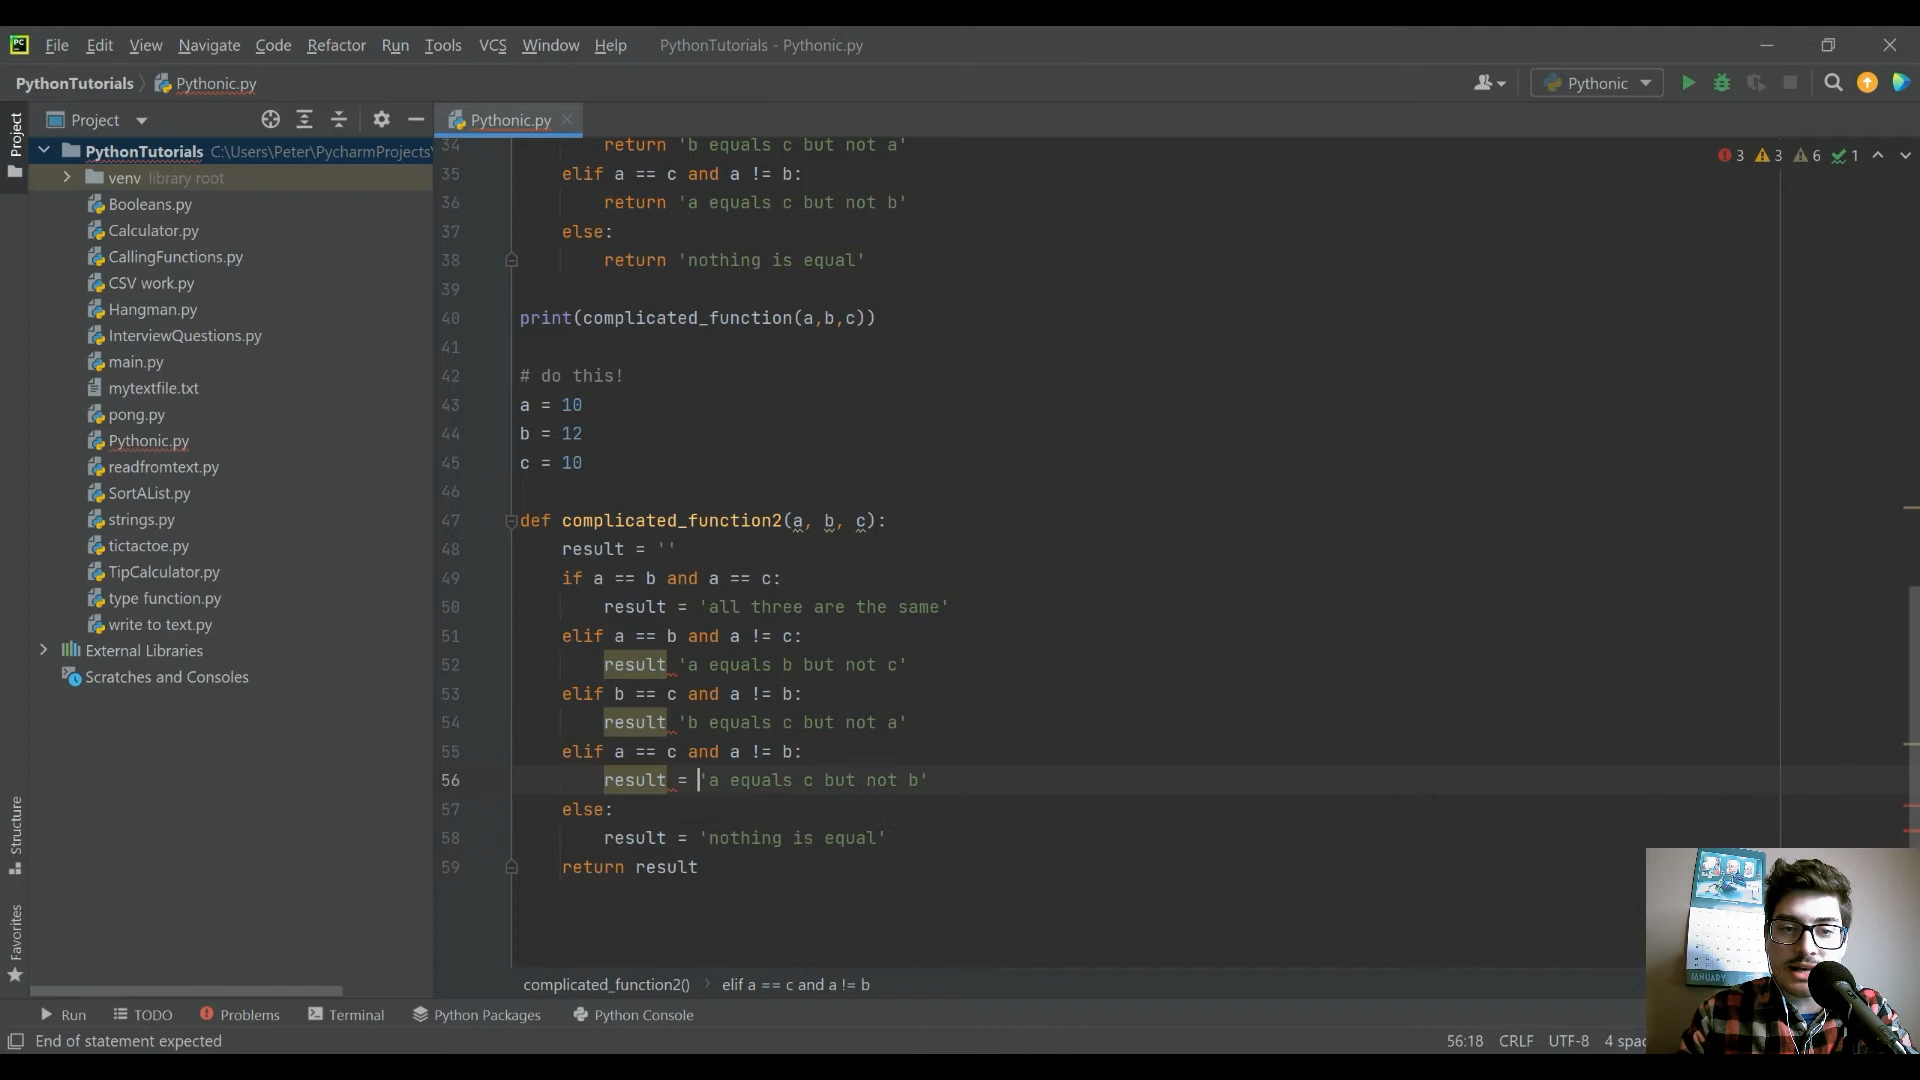 PC File Edit View Navigate Code Refactor Run Tools VCS Window Help PythonTutorials - Pythonic.py
PythonTutorials Pythonic.py Pythonic
Project Project Pythonic.py 3 3 6 1
PythonTutorials C:\Users\Peter\PycharmProjects\
venv library root
Booleans.py
Calculator.py
CallingFunctions.py
CSV work.py
Hangman.py
InterviewQuestions.py
main.py
mytextfile.txt
pong.py
Pythonic.py
readfromtext.py
SortAList.py
strings.py
tictactoe.py
TipCalculator.py
type function.py
write to text.py
External Libraries
Scratches and Consoles
Structure
Favorites
34 return 'b equals c but not a'
35 elif a == c and a != b:
36 return 'a equals c but not b'
37 else:
38 return 'nothing is equal'
39
40 print(complicated_function(a,b,c))
41
42 # do this!
43 a = 10
44 b = 12
45 c = 10
46
47 def complicated_function2(a, b, c):
48 result = ''
49 if a == b and a == c:
50 result = 'all three are the same'
51 elif a == b and a != c:
52 result 'a equals b but not c'
53 elif b == c and a != b:
54 result 'b equals c but not a'
55 elif a == c and a != b:
56 result = 'a equals c but not b'
57 else:
58 result = 'nothing is equal'
59 return result
JANUARY
complicated_function2() elif a == c and a != b
Run TODO Problems Terminal Python Packages Python Console
End of statement expected 56:18 CRLF UTF-8 4 spac